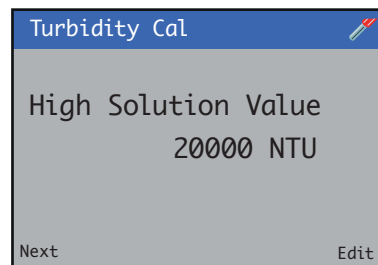 Turbidity Cal
High Solution Value
20000 NTU
Next
Edit